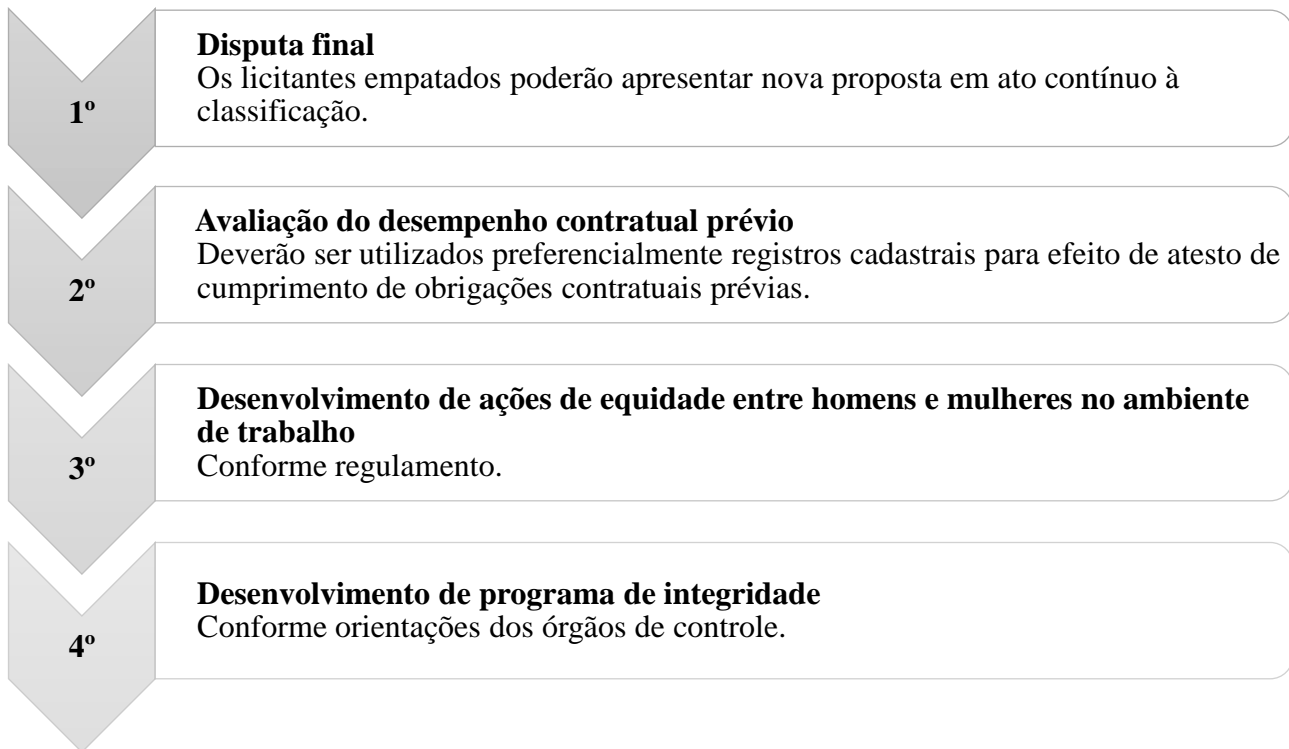 Disputa final
Os licitantes empatados poderão apresentar nova proposta em ato contínuo à
classificação.
1º
Avaliação do desempenho contratual prévio
Deverão ser utilizados preferencialmente registros cadastrais para efeito de atesto de
cumprimento de obrigações contratuais prévias.
2º
Desenvolvimento de ações de equidade entre homens e mulheres no ambiente
de trabalho
Conforme regulamento.
3º
Desenvolvimento de programa de integridade
Conforme orientações dos órgãos de controle.
4º